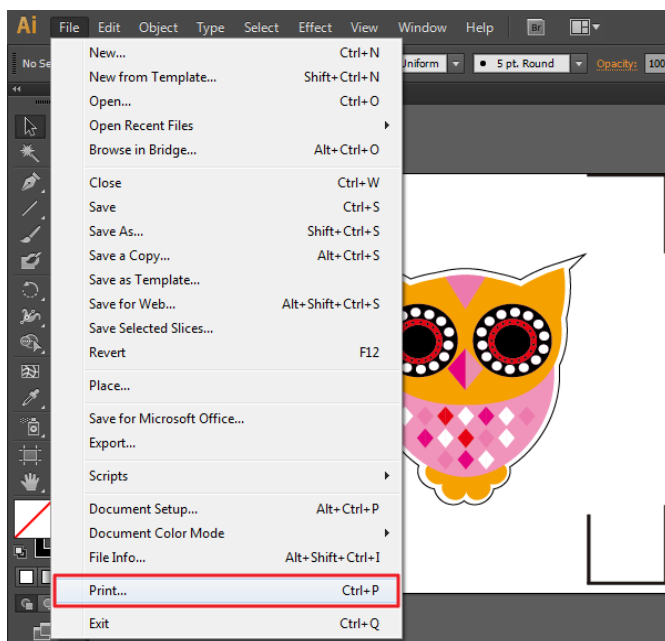 Ai File Edit Object Type Select Effect View Window Help Br
No Se Uniform 5 pt. Round Opacity: 100
New... Ctrl+N
New from Template... Shift+Ctrl+N
Open... Ctrl+O
Open Recent Files
Browse in Bridge... Alt+Ctrl+O
Close Ctrl+W
Save Ctrl+S
Save As... Shift+Ctrl+S
Save a Copy... Alt+Ctrl+S
Save as Template...
Save for Web... Alt+Shift+Ctrl+S
Save Selected Slices...
Revert F12
Place...
Save for Microsoft Office...
Export...
Scripts
Document Setup... Alt+Ctrl+P
Document Color Mode
File Info... Alt+Shift+Ctrl+I
Print... Ctrl+P
Exit Ctrl+Q